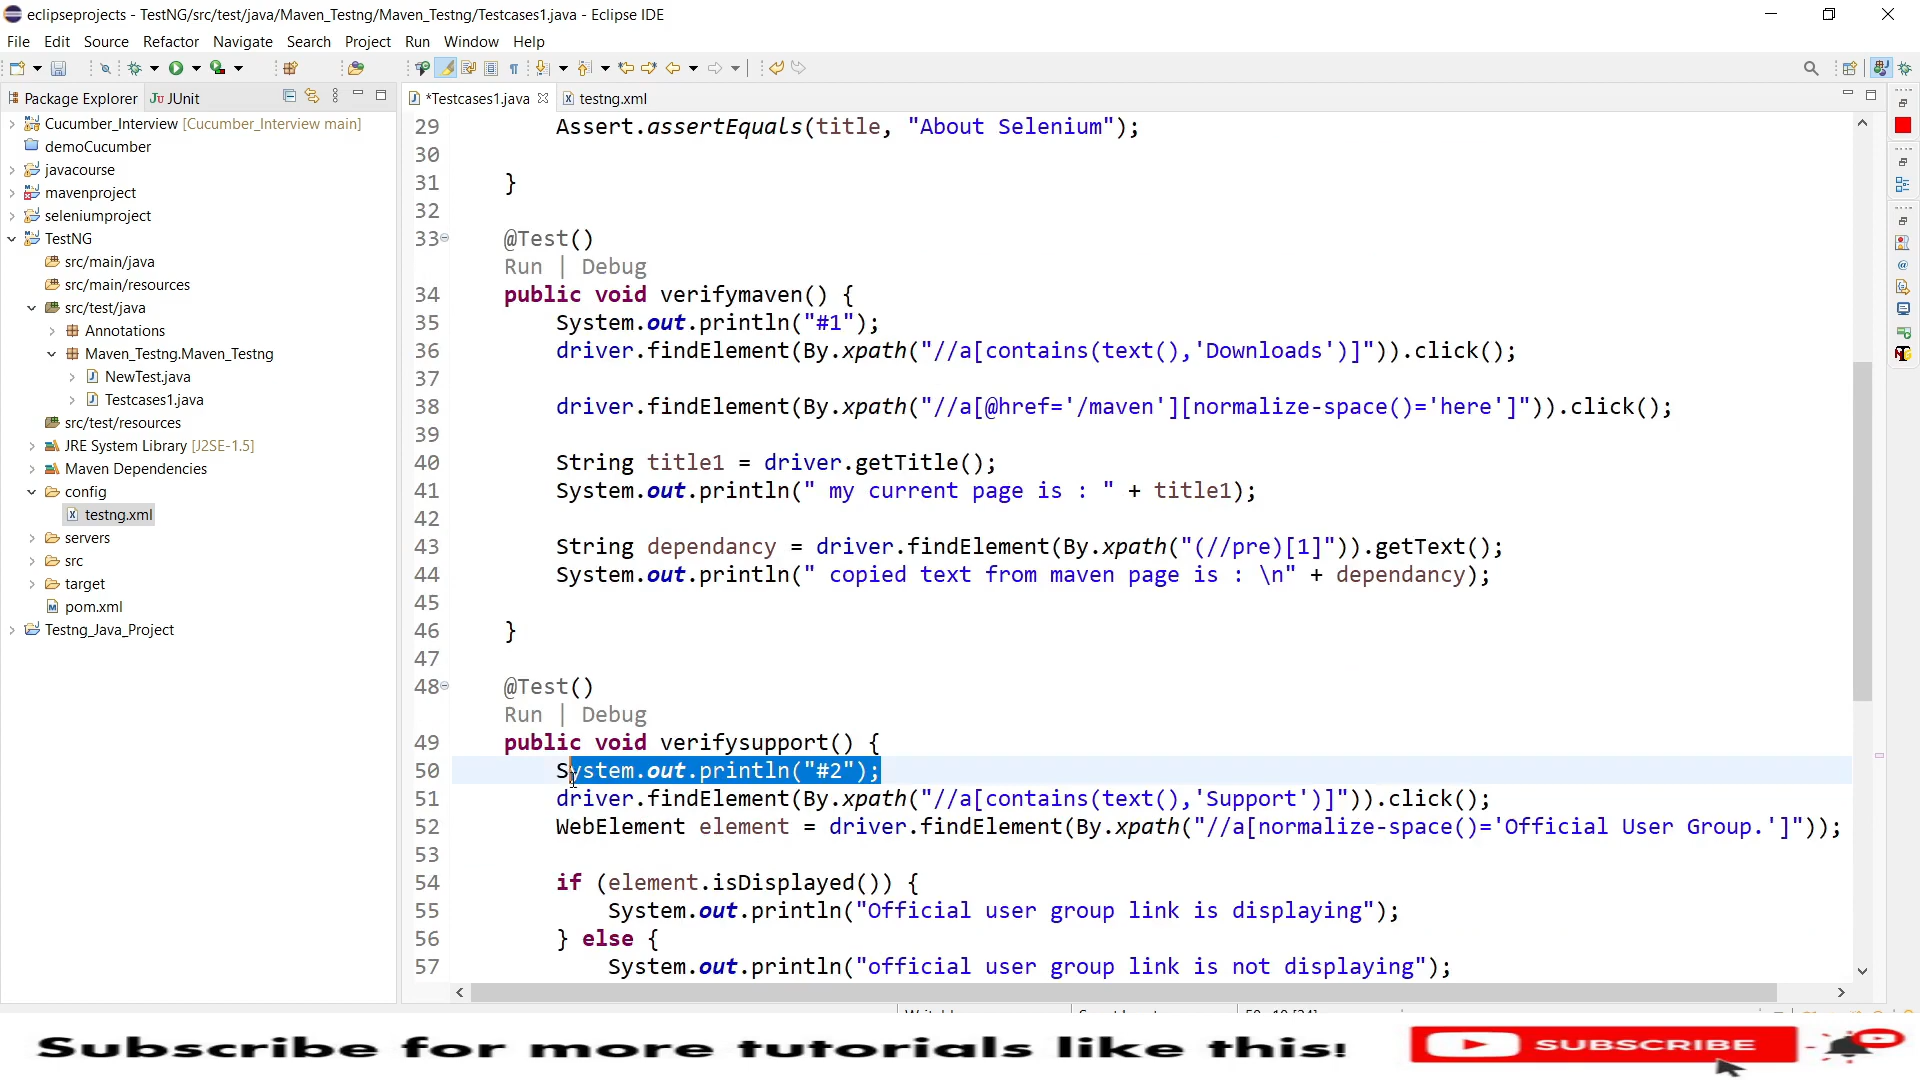 eclipseprojects - TestNG/src/test/java/Maven_Testng/Maven_Testng/Testcases1.java - Eclipse IDE
File Edit Source Refactor Navigate Search Project Run Window Help
Package Explorer JUnit
*Testcases1.java testng.xml
Cucumber_Interview [Cucumber_Interview main]
demoCucumber
javacourse
mavenproject
seleniumproject
TestNG
src/main/java
src/main/resources
src/test/java
Annotations
Maven_Testng.Maven_Testng
NewTest.java
Testcases1.java
src/test/resources
JRE System Library [J2SE-1.5]
Maven Dependencies
config
testng.xml
servers
src
target
pom.xml
Testng_Java_Project
29 Assert.assertEquals(title, "About Selenium");
30
31 }
32
33 @Test()
Run | Debug
34 public void verifymaven() {
35 System.out.println("#1");
36 driver.findElement(By.xpath("//a[contains(text(),'Downloads')]")).click();
37
38 driver.findElement(By.xpath("//a[@href='/maven'][normalize-space()='here']")).click();
39
40 String title1 = driver.getTitle();
41 System.out.println(" my current page is : " + title1);
42
43 String dependancy = driver.findElement(By.xpath("(//pre)[1]")).getText();
44 System.out.println(" copied text from maven page is : \n" + dependancy);
45
46 }
47
48 @Test()
Run | Debug
49 public void verifysupport() {
50 System.out.println("#2");
51 driver.findElement(By.xpath("//a[contains(text(),'Support')]")).click();
52 WebElement element = driver.findElement(By.xpath("//a[normalize-space()='Official User Group.']"));
53
54 if (element.isDisplayed()) {
55 System.out.println("Official user group link is displaying");
56 } else {
57 System.out.println("official user group link is not displaying");
Subscribe for more tutorials like this!
SUBSCRIBE